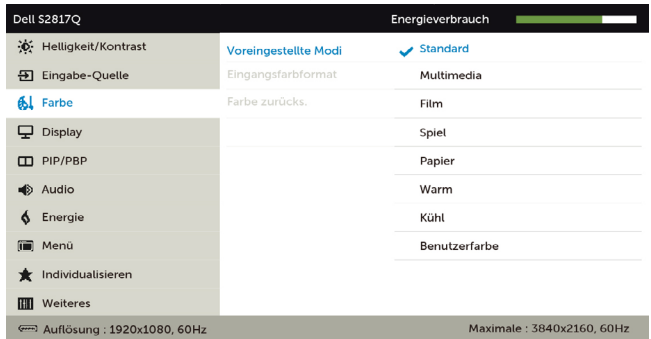 Dell S2817Q Energieverbrauch
Helligkeit/Kontrast
Eingabe-Quelle
Farbe
Display
PIP/PBP
Audio
Energie
Menü
Individualisieren
Weiteres
Voreingestellte Modi
Eingangsfarbformat
Farbe zurücks.
Standard
Multimedia
Film
Spiel
Papier
Warm
Kühl
Benutzerfarbe
Auflösung : 1920x1080, 60Hz Maximale : 3840x2160, 60Hz